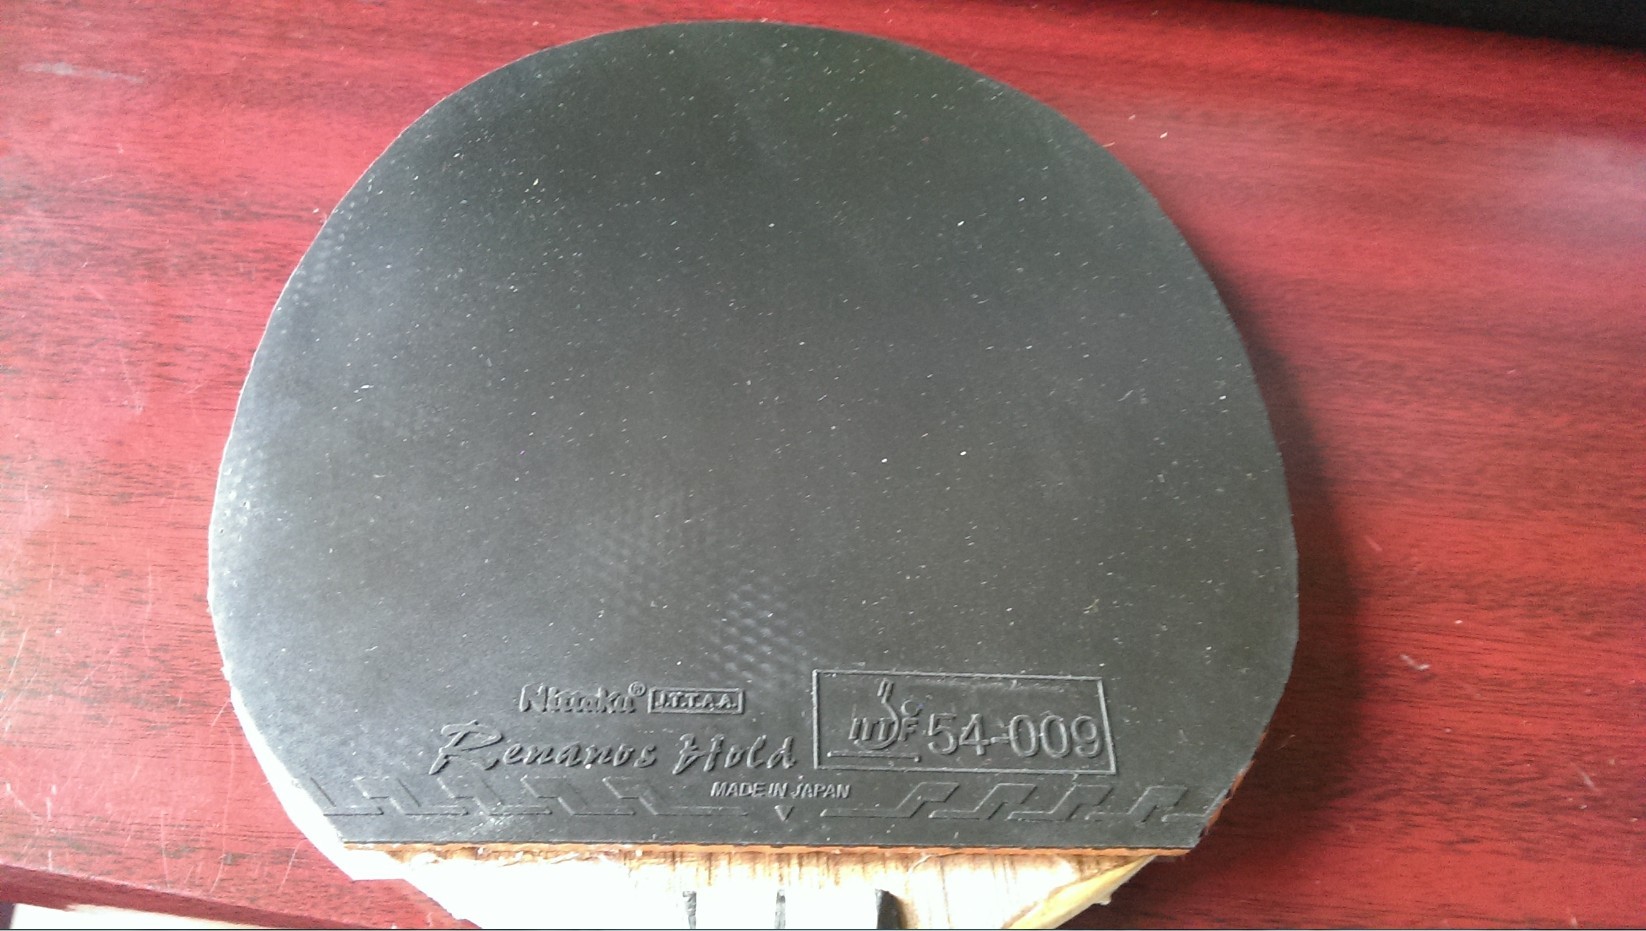 Nittaku® J.T.T.A.A.
Renanos Hold
ITTF 54-009
MADE IN JAPAN